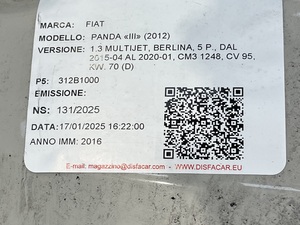 MARCA: FIAT
MODELLO: PANDA «III» (2012)
VERSIONE: 1.3 MULTIJET, BERLINA, 5 P., DAL
2015-04 AL 2020-01, CM3 1248, CV 95,
KW. 70 (D)
P5: 312B1000
EMISSIONE:
NS: 131/2025
DATA:17/01/2025 16:22:00
ANNO IMM: 2016
E-mail: magazzino@disfacar.com - WWW.DISFACAR.EU